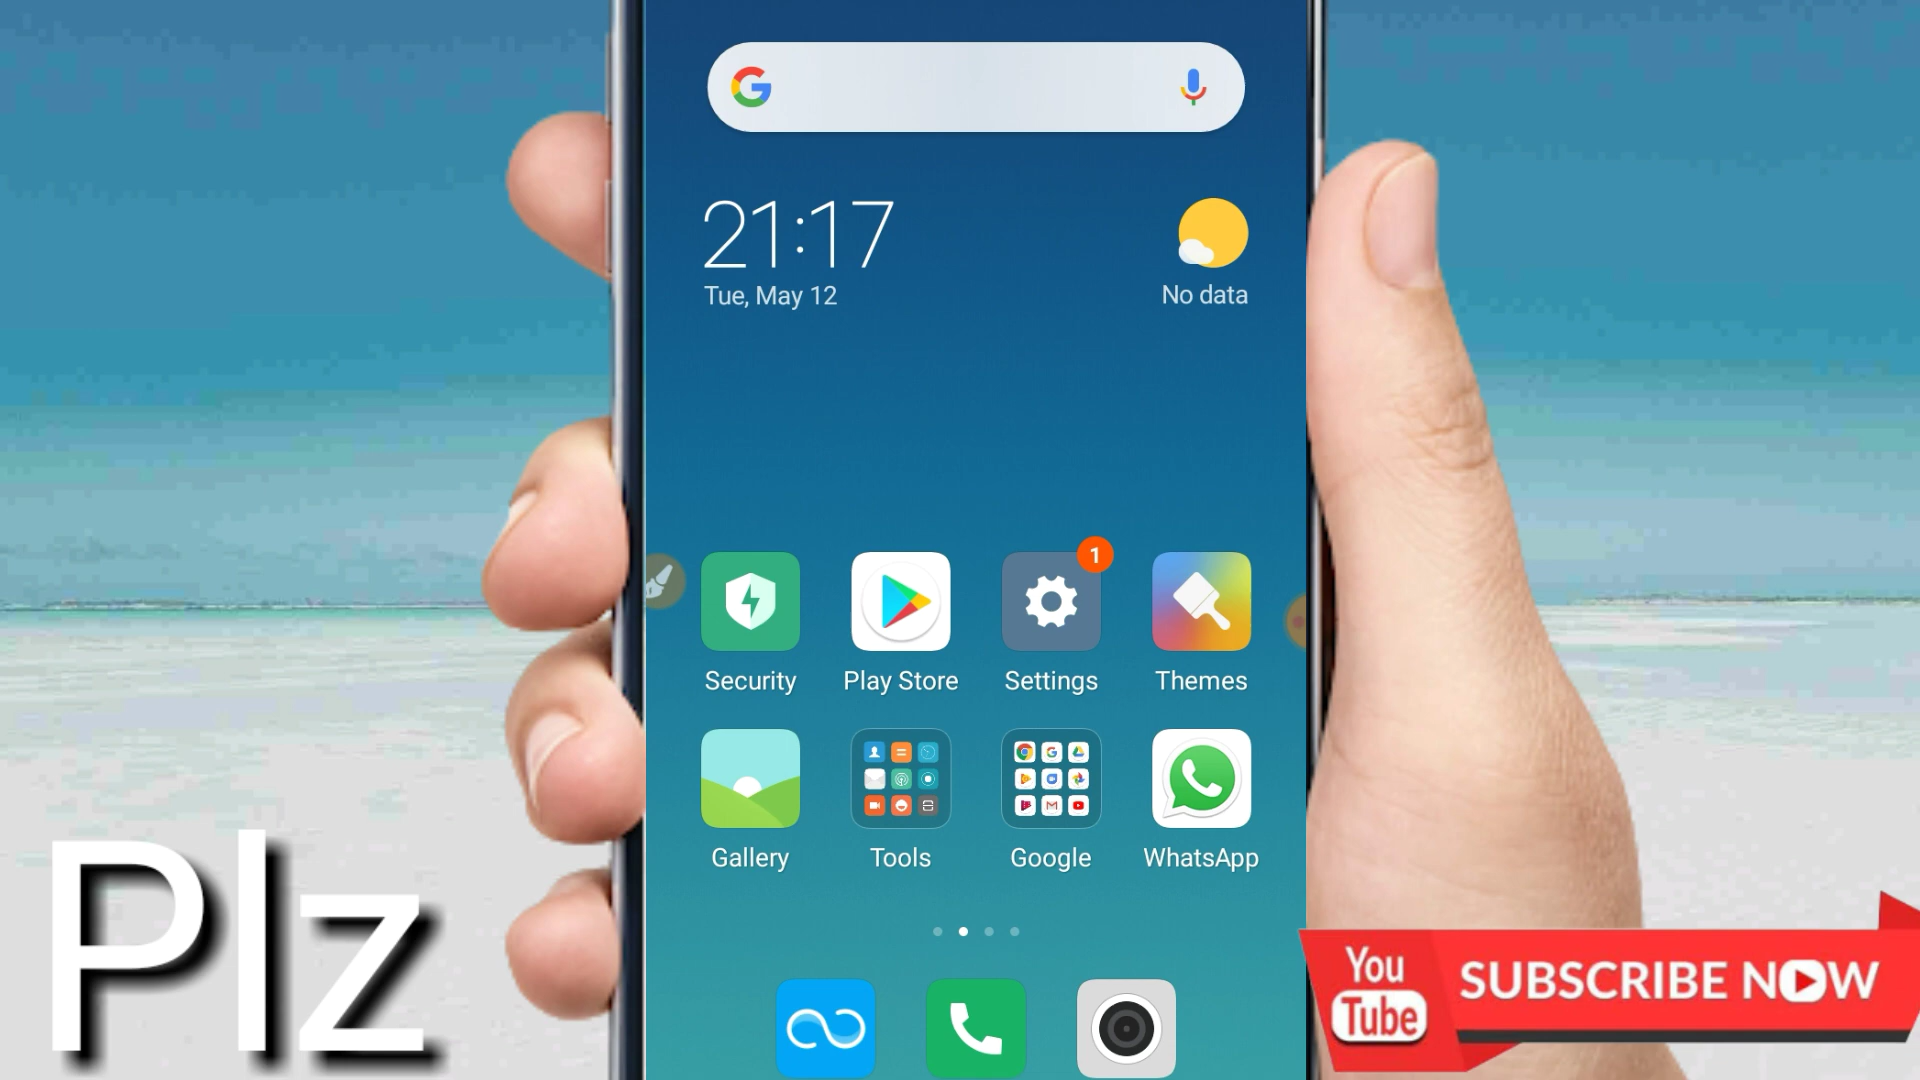 21:17
Tue, May 12
No data
1
Security
Play Store
Settings
Themes
Gallery
Tools
Google
WhatsApp
Plz
You
Tube
SUBSCRIBE NOW